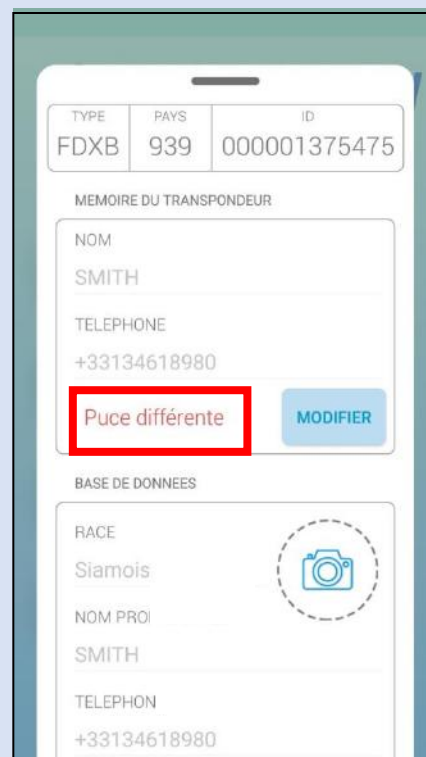 TYPE PAYS ID
FDXB 939 000001375475
MEMOIRE DU TRANSPONDEUR
NOM
SMITH
TELEPHONE
+33134618980
Puce différente MODIFIER
BASE DE DONNEES
RACE
Siamois
NOM
SMITH
TELEPHON
+33134618980